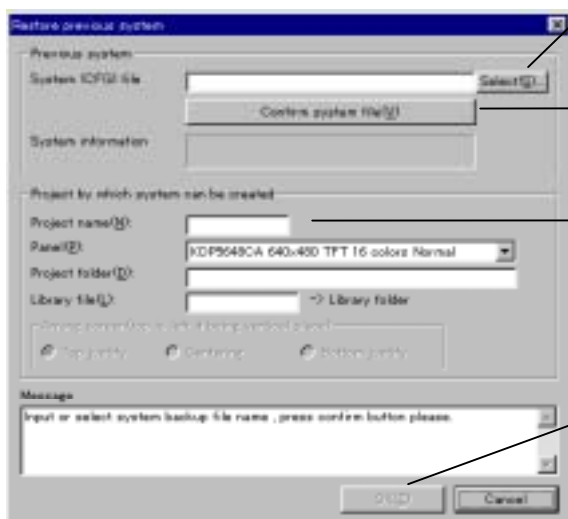 Restore previous system
Previous system
System (CFG) file
Select(S)...
Confirm system file(V)
System information
Project by which system can be created
Project name(N):
Panel(P):
KDP5648CA 640x480 TFT 16 colors Normal
Project folder(D):
Library file(L):
-> Library folder
Top justify
Centering
Bottom justify
Message
Input or select system backup file name , press confirm button please.
Cancel